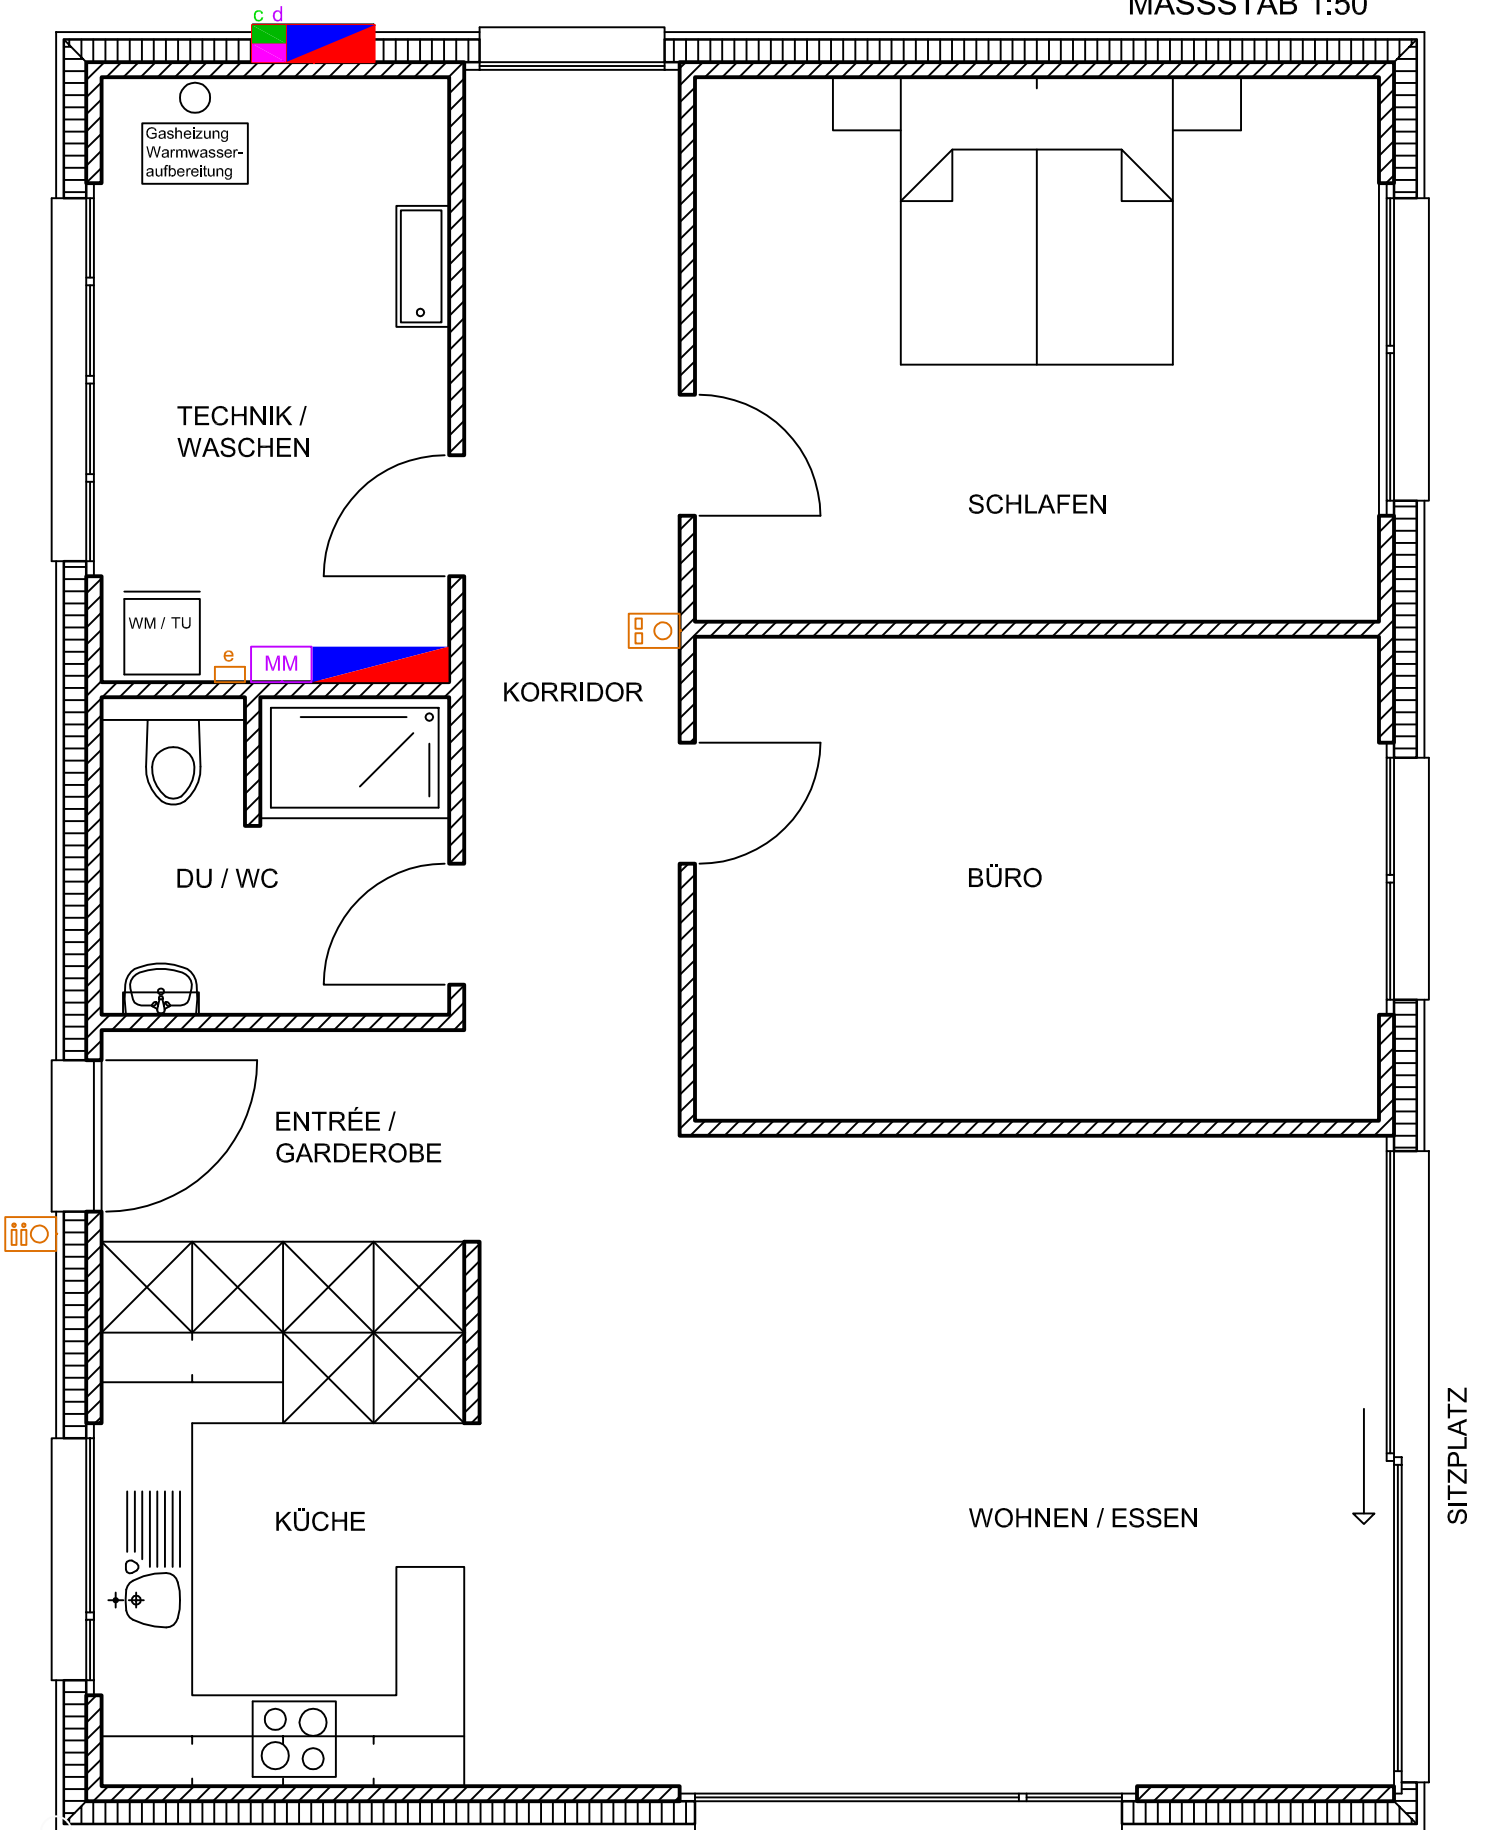 MASSSTAB 1:50
c d
Gasheizung
Warmwasser-
aufbereitung
TECHNIK /
WASCHEN
SCHLAFEN
WM / TU
e
MM
KORRIDOR
DU / WC
BÜRO
ENTRÉE /
GARDEROBE
SITZPLATZ
KÜCHE
WOHNEN / ESSEN